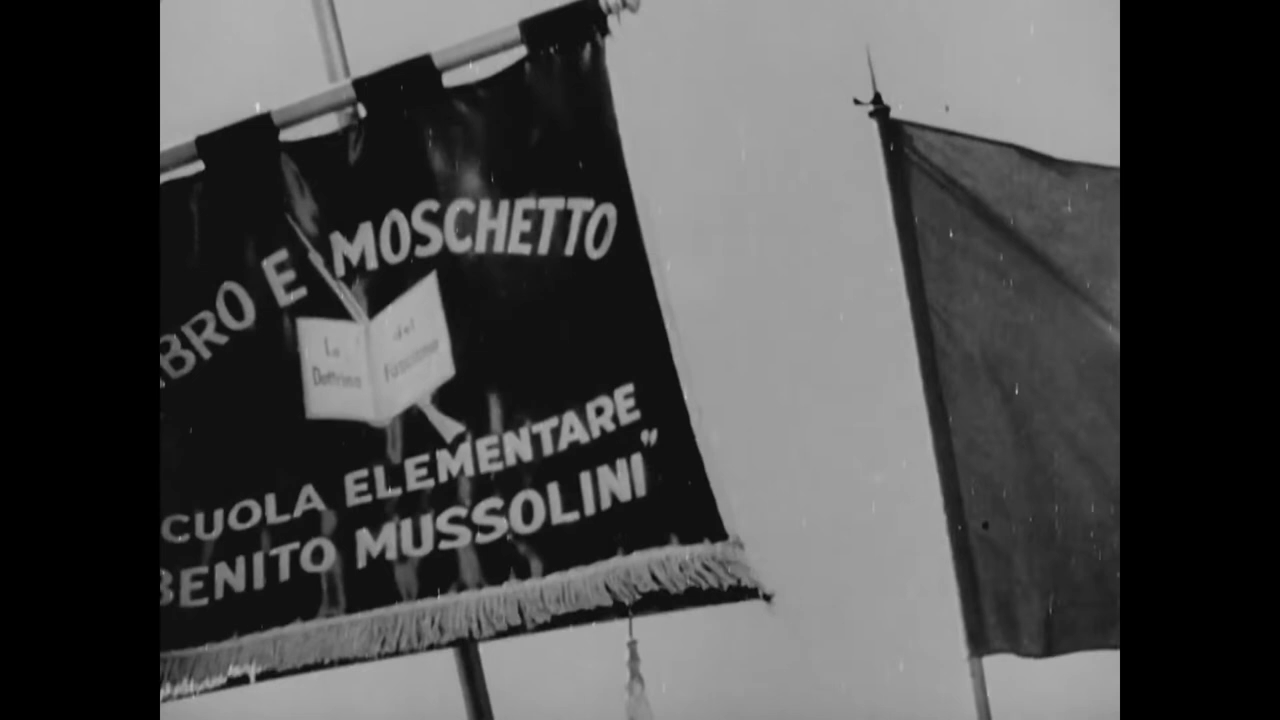 BRO E MOSCHETTO
La
Dottrina
del
Fascismo
CUOLA ELEMENTARE
BENITO MUSSOLINI"